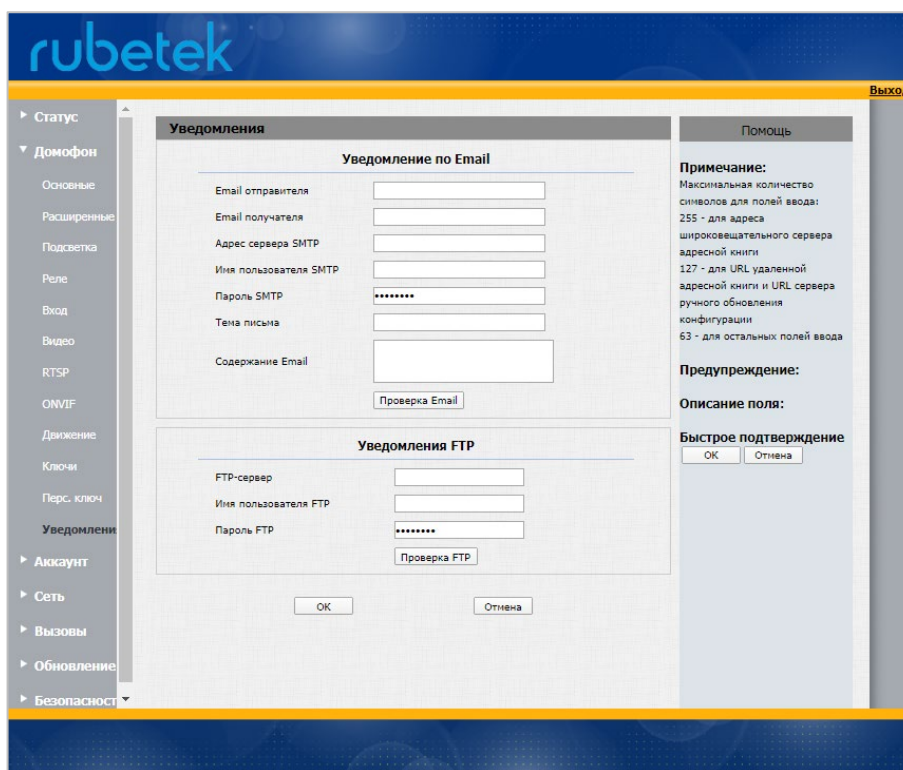 rubetek
Выхо
Статус
Домофон
Основные
Расширенные
Подсветка
Реле
Вход
Видео
RTSP
ONVIF
Движение
Ключи
Перс. ключ
Уведомлени
Аккаунт
Сеть
Вызовы
Обновление
Безопасност
Уведомления
Уведомление по Email
Email отправителя
Email получателя
Адрес сервера SMTP
Имя пользователя SMTP
Пароль SMTP ••••••••
Тема письма
Содержание Email
Проверка Email
Уведомления FTP
FTP-сервер
Имя пользователя FTP
Пароль FTP ••••••••
Проверка FTP
ОК Отмена
Помощь
Примечание:
Максимальная количество
символов для полей ввода:
255 - для адреса
широковещательного сервера
адресной книги
127 - для URL удаленной
адресной книги и URL сервера
ручного обновления
конфигурации
63 - для остальных полей ввода
Предупреждение:
Описание поля:
Быстрое подтверждение
ОК Отмена